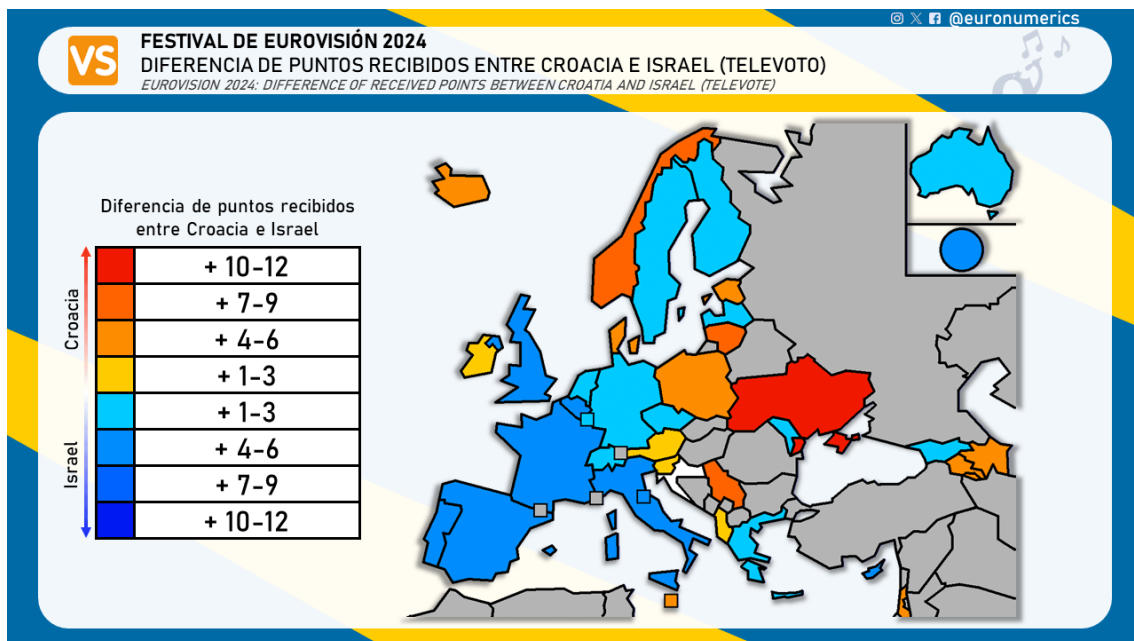 @euronumerics
VS
FESTIVAL DE EUROVISIÓN 2024
DIFERENCIA DE PUNTOS RECIBIDOS ENTRE CROACIA E ISRAEL (TELEVOTO)
EUROVISION 2024: DIFFERENCE OF RECEIVED POINTS BETWEEN CROATIA AND ISRAEL (TELEVOTE)
Diferencia de puntos recibidos
entre Croacia e Israel
Croacia
+ 10-12
+ 7-9
+ 4-6
+ 1-3
Israel
+ 1-3
+ 4-6
+ 7-9
+ 10-12